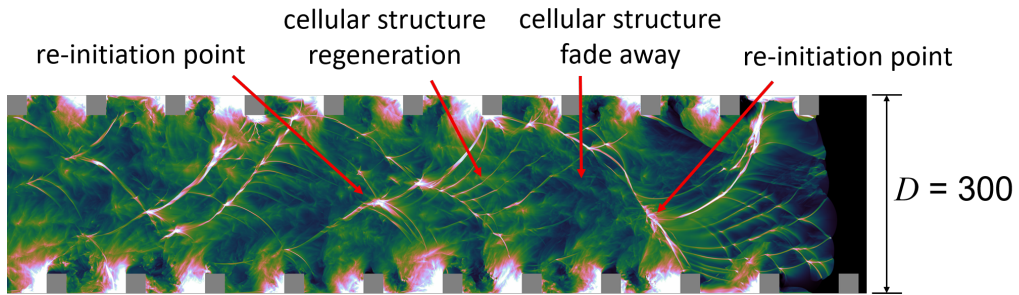 re-initiation point
cellular structure
regeneration
cellular structure
fade away
re-initiation point
D = 300